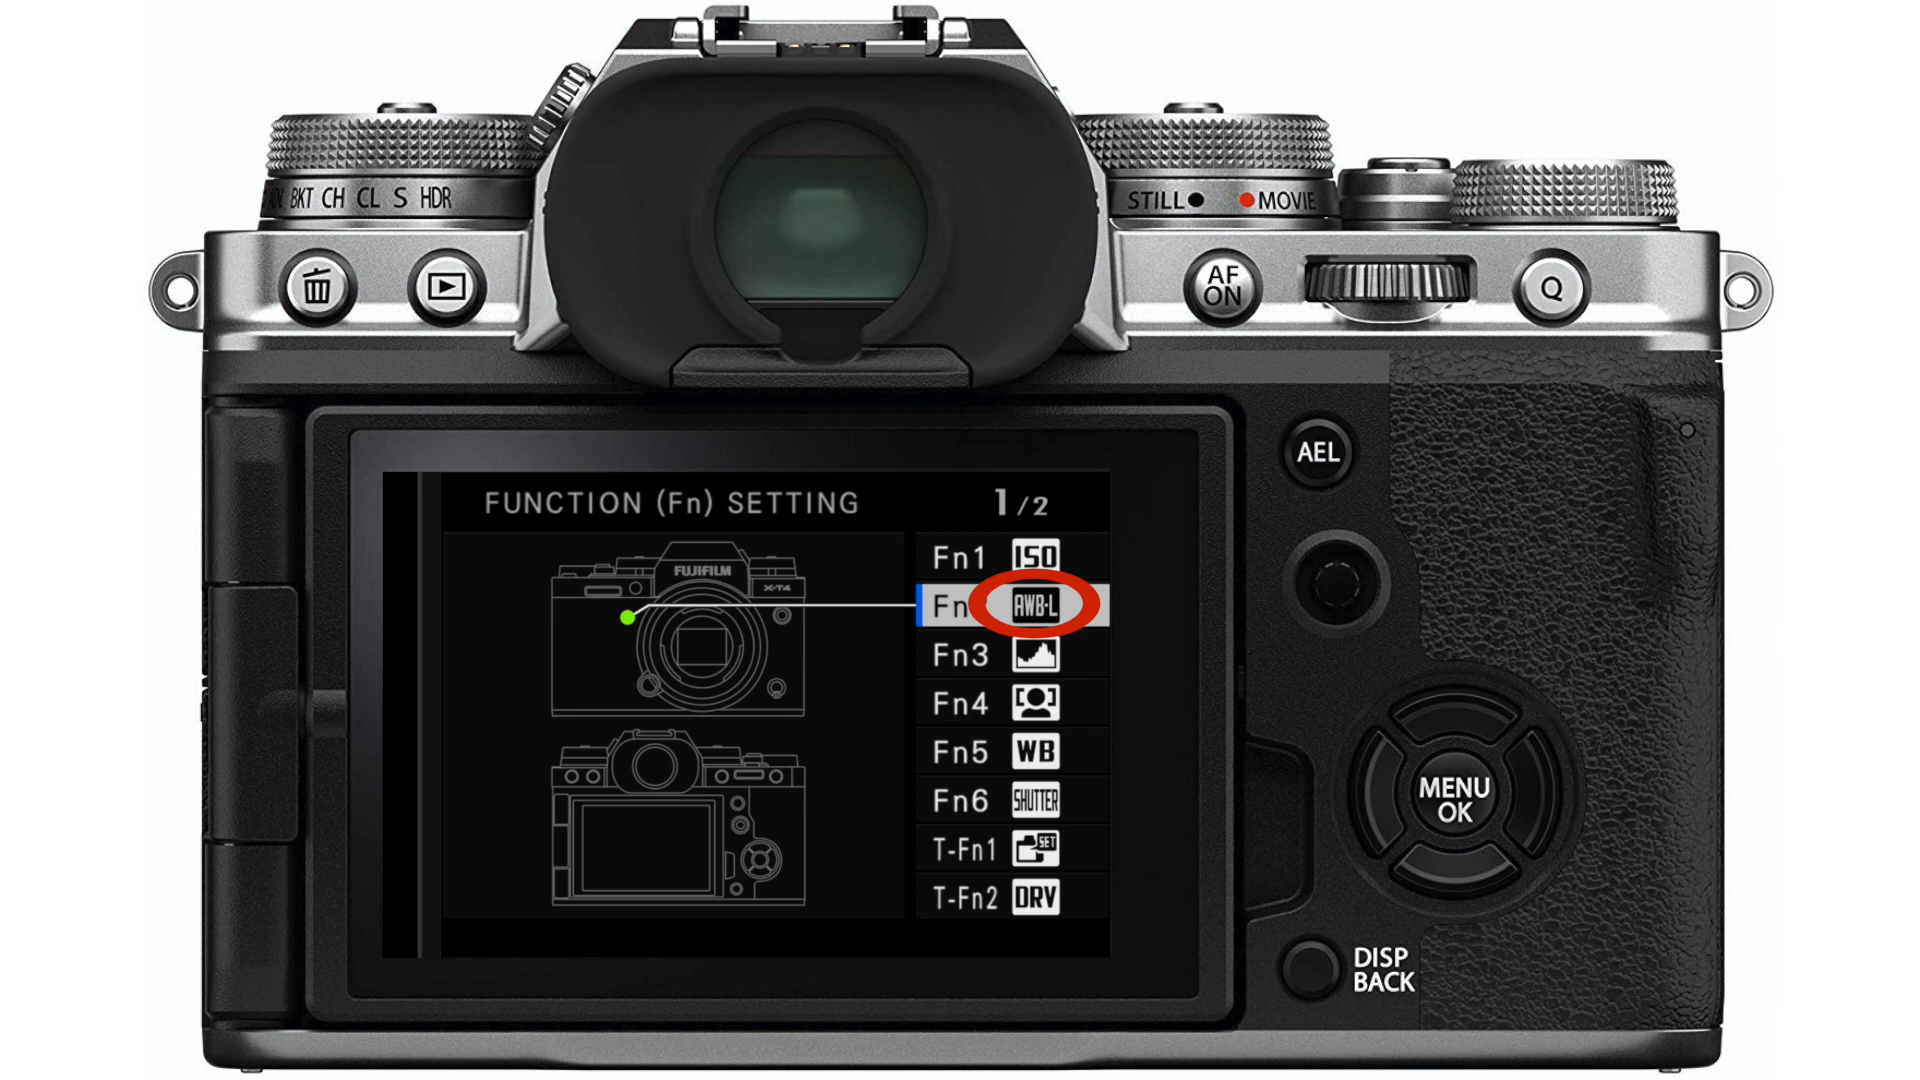 BKT CH CL S HDR
STILL MOVIE
AF
ON
Q
AEL
FUNCTION (Fn) SETTING 1/2
FUJIFILM
X-T4
Fn1 ISO
Fn AWB-L
Fn3
Fn4
Fn5 WB
Fn6 SHUTTER
T-Fn1 SET
T-Fn2 DRV
MENU
OK
DISP
BACK